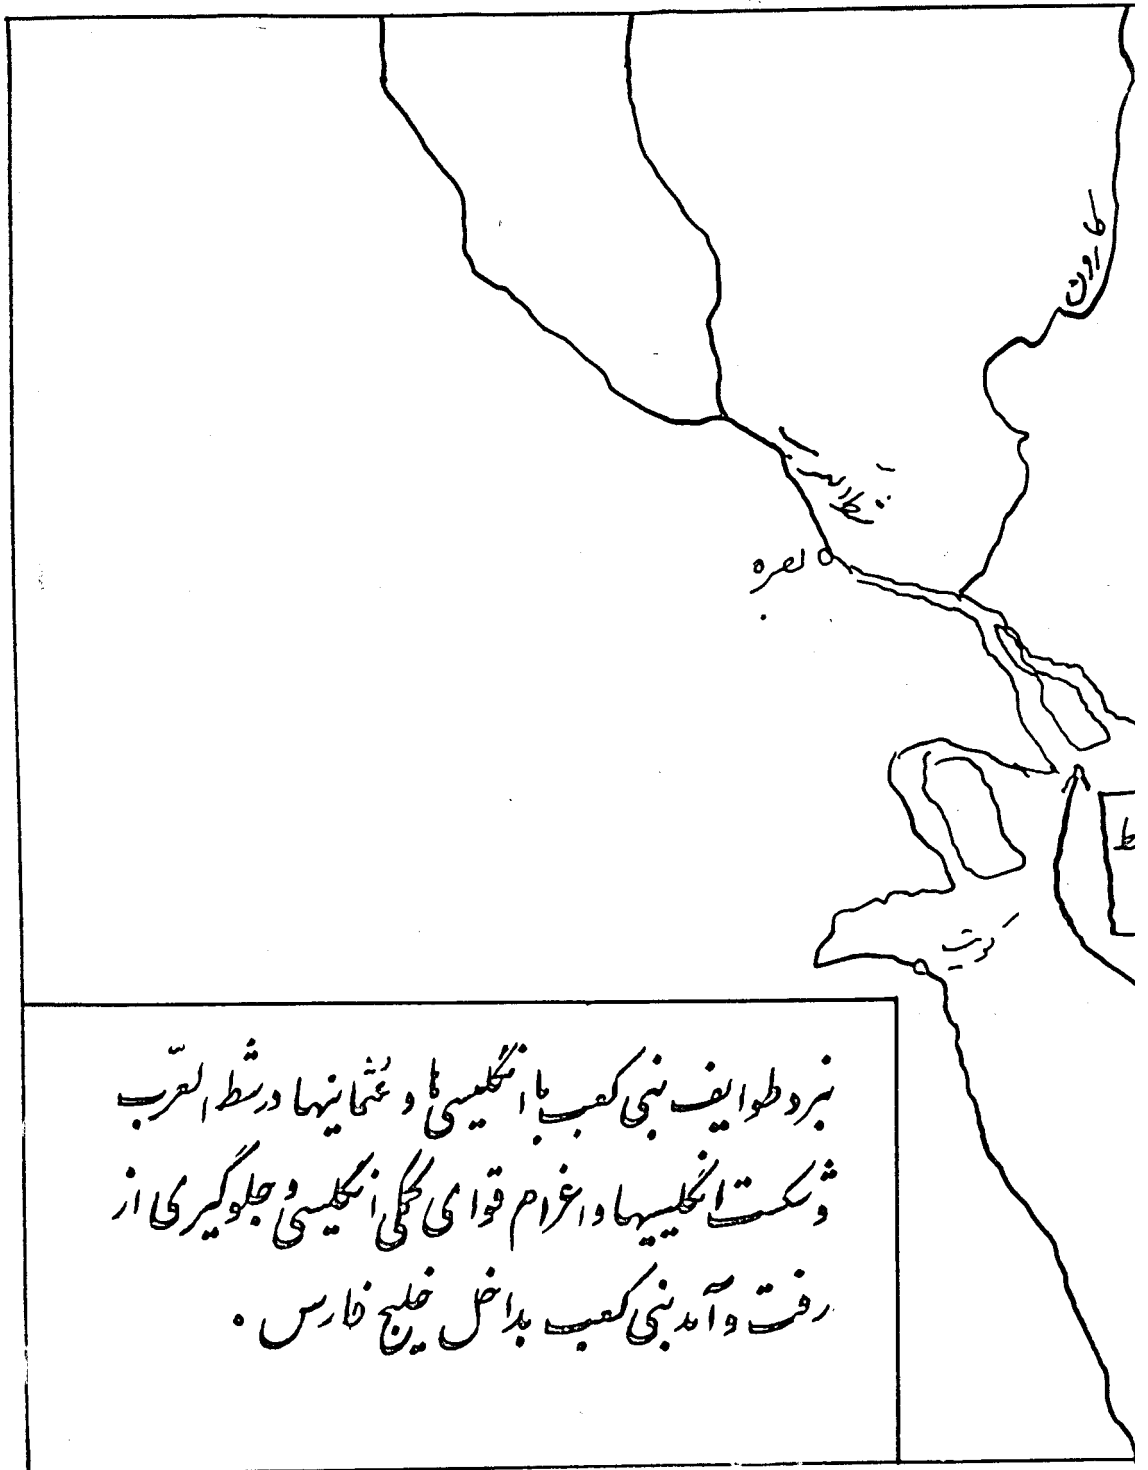 کارون
شط العرب
بصره
کویت
نبرد طوایف بنی کعب با انگلیسی‌ها و عثمانیها در شط العرب
و شکست انگلیسیها و اعزام قوای کمکی انگلیسی و جلوگیری از
رفت و آمد بنی کعب بداخل خلیج فارس .